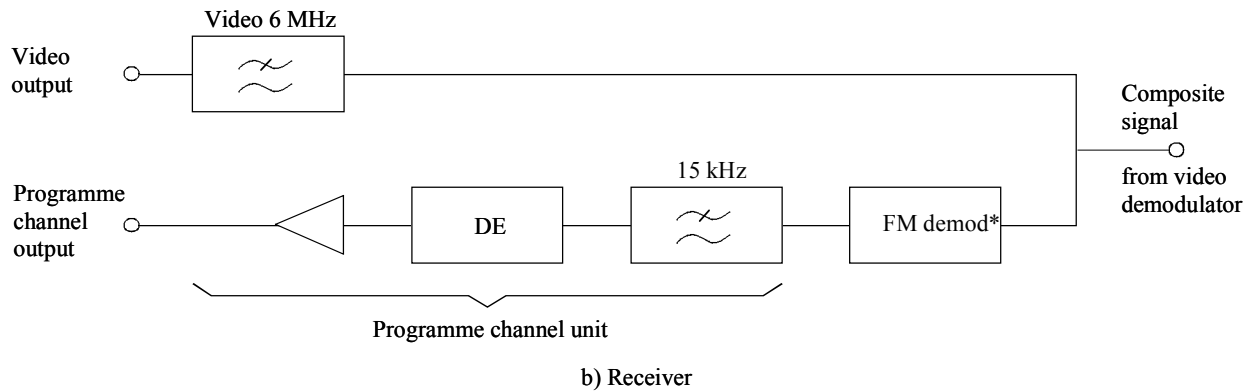 Video 6 MHz
Video
output
Composite
signal
from video
demodulator
15 kHz
Programme
channel
output
DE
FM demod*
Programme channel unit
b) Receiver